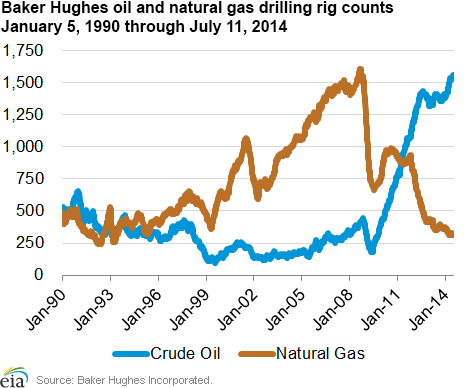 Baker Hughes oil and natural gas drilling rig counts
January 5, 1990 through July 11, 2014
1,750
1,500
1,250
1,000
750
500
250
0
Jan-90
Jan-93
Jan-96
Jan-99
Jan-02
Jan-05
Jan-08
Jan-11
Jan-14
Crude Oil
Natural Gas
eia
Source: Baker Hughes Incorporated.